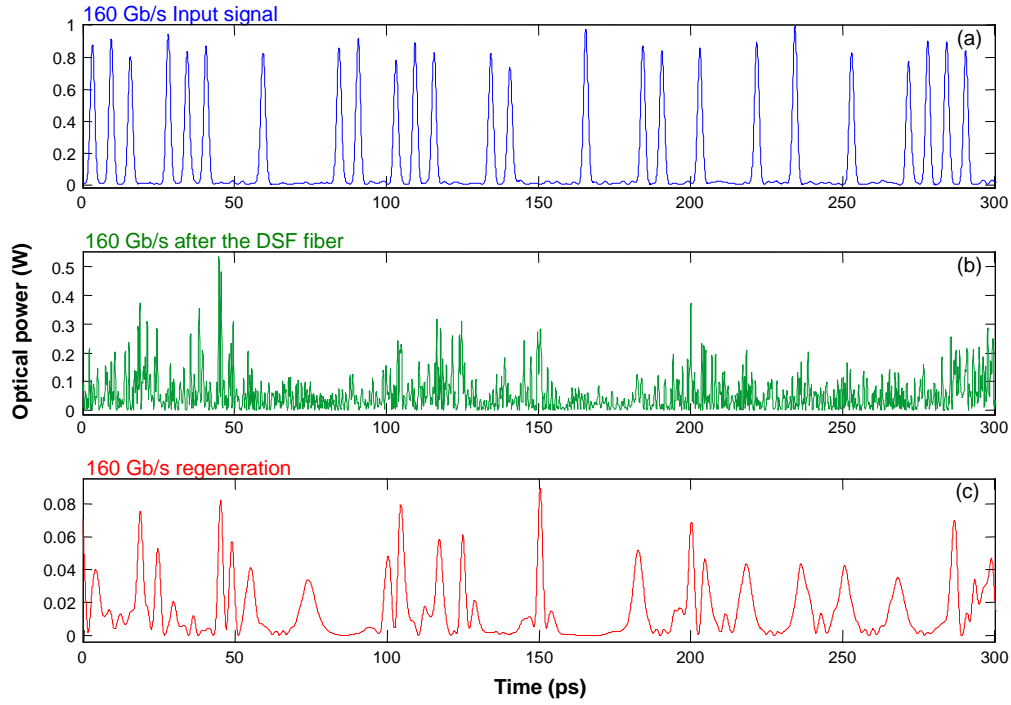 160 Gb/s Input signal
(a)
1
0.8
0.6
0.4
0.2
0
0 50 100 150 200 250 300
160 Gb/s after the DSF fiber
(b)
0.5
0.4
0.3
0.2
0.1
0
0 50 100 150 200 250 300
Optical power (W)
160 Gb/s regeneration
(c)
0.08
0.06
0.04
0.02
0
0 50 100 150 200 250 300
Time (ps)